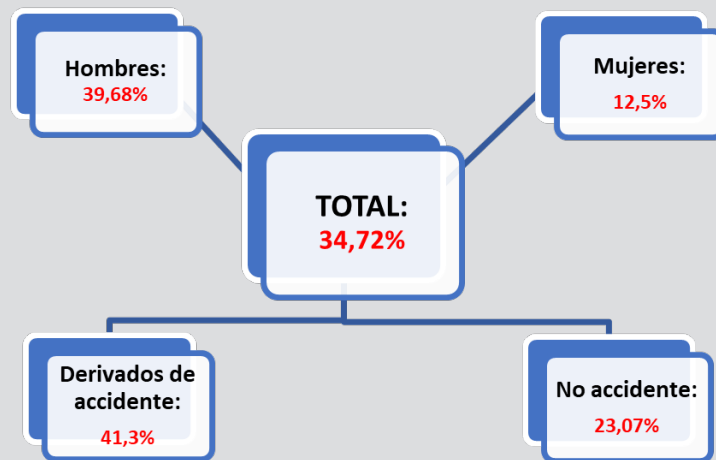 Hombres:
39,68%
Mujeres:
12,5%
TOTAL:
34,72%
Derivados de
accidente:
41,3%
No accidente:
23,07%